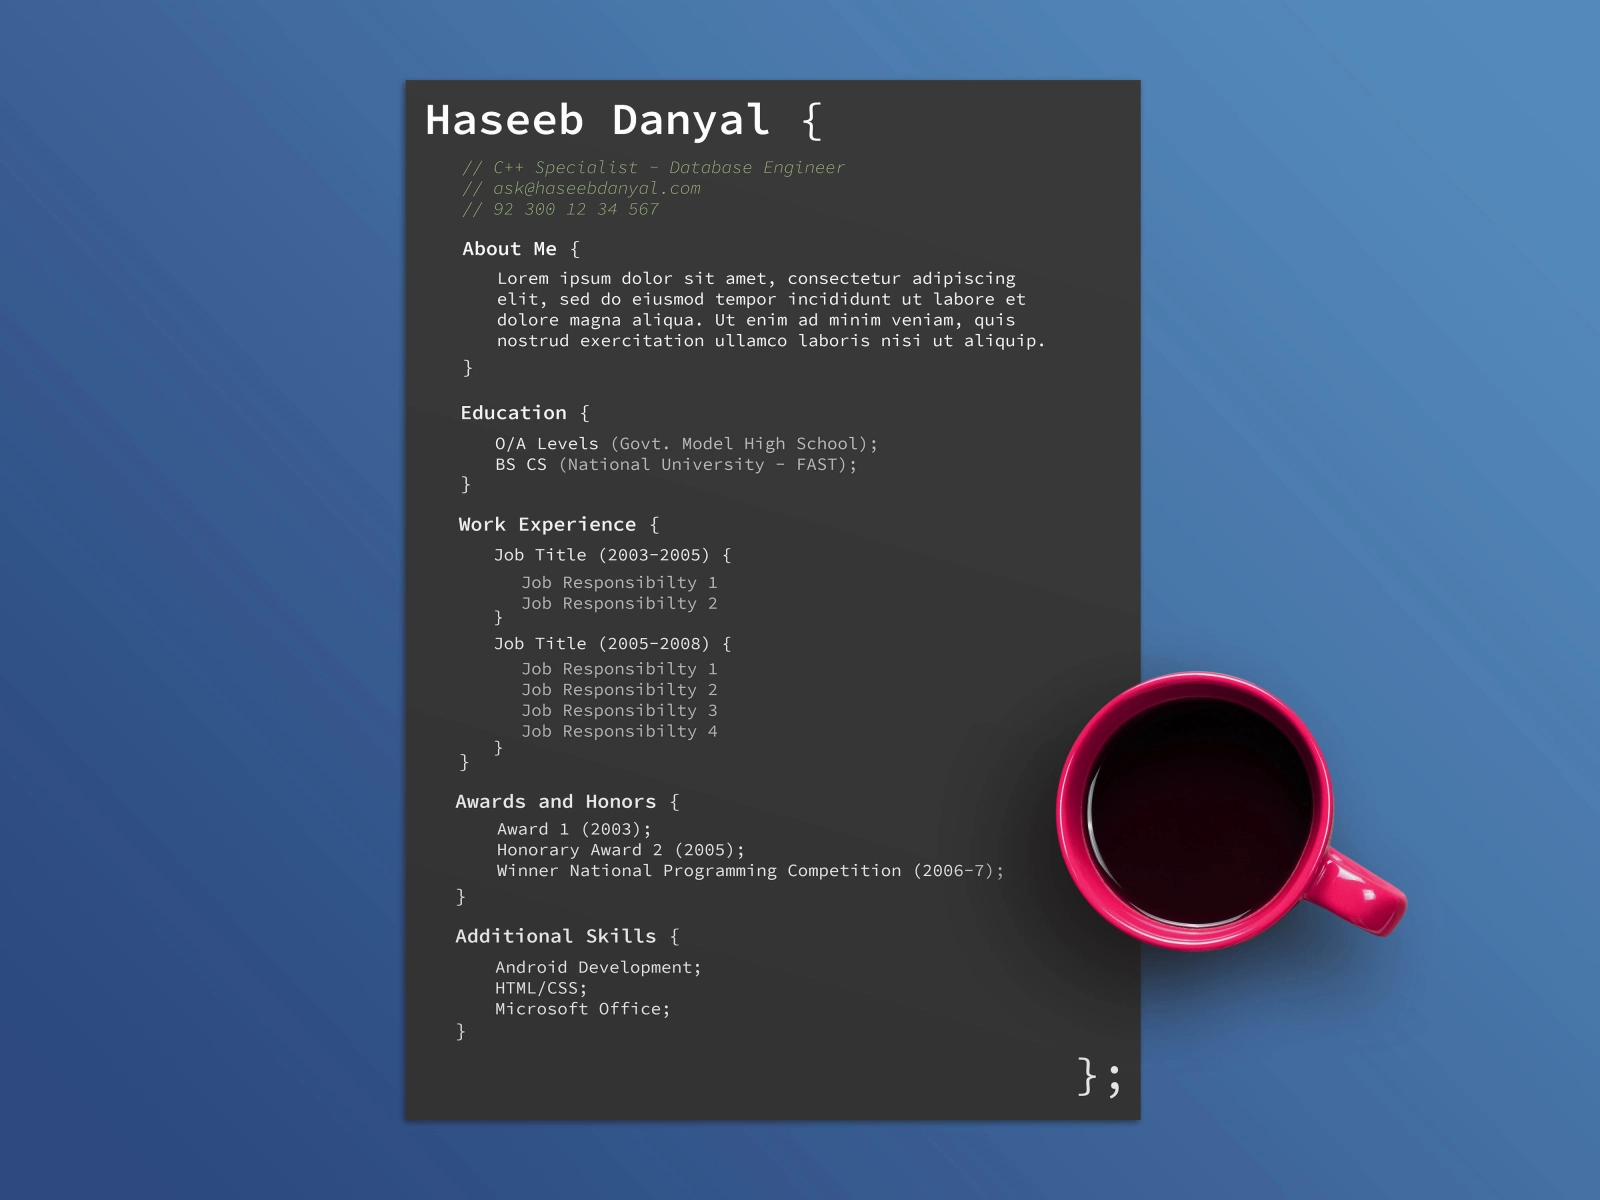 Haseeb Danyal {
// C++ Specialist - Database Engineer
// ask@haseebdanyal.com
// 92 300 12 34 567
About Me {
Lorem ipsum dolor sit amet, consectetur adipiscing
elit, sed do eiusmod tempor incididunt ut labore et
dolore magna aliqua. Ut enim ad minim veniam, quis
nostrud exercitation ullamco laboris nisi ut aliquip.
}
Education {
O/A Levels (Govt. Model High School);
BS CS (National University - FAST);
}
Work Experience {
Job Title (2003-2005) {
Job Responsibilty 1
Job Responsibilty 2
}
Job Title (2005-2008) {
Job Responsibilty 1
Job Responsibilty 2
Job Responsibilty 3
Job Responsibilty 4
}
}
Awards and Honors {
Award 1 (2003);
Honorary Award 2 (2005);
Winner National Programming Competition (2006-7);
}
Additional Skills {
Android Development;
HTML/CSS;
Microsoft Office;
}
};